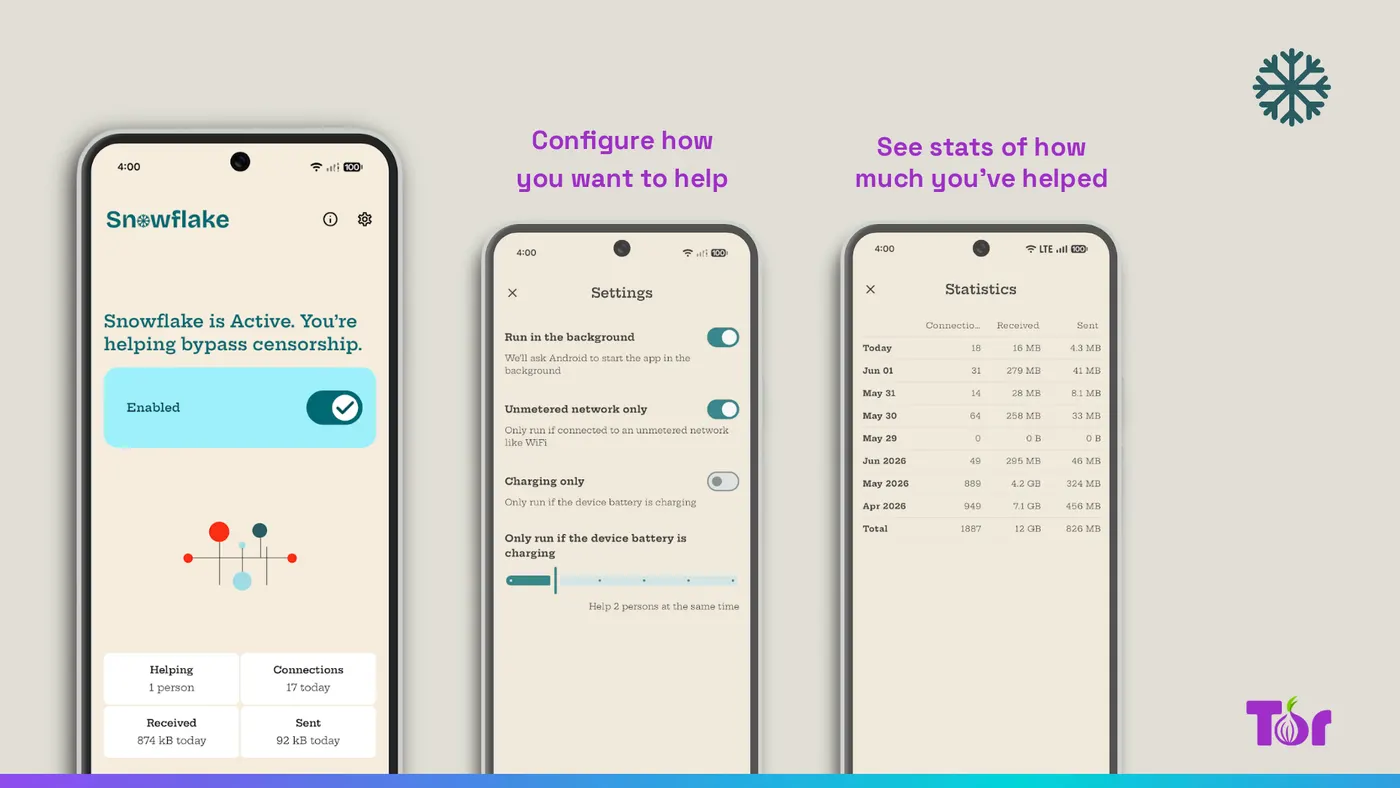 4:00
100
Snowflake
Snowflake is Active. You're
helping bypass censorship.
Enabled
Helping
1 person
Connections
17 today
Received
874 kB today
Sent
92 kB today
Configure how
you want to help
4:00
100
Settings
Run in the background
We'll ask Android to start the app in the
background
Unmetered network only
Only run if connected to an unmetered network
like WiFi
Charging only
Only run if the device battery is charging
Only run if the device battery is
charging
Help 2 persons at the same time
See stats of how
much you've helped
4:00
LTE 100
Statistics
Connectio... Received Sent
Today 18 16 MB 4.3 MB
Jun 01 31 279 MB 41 MB
May 31 14 28 MB 8.1 MB
May 30 64 258 MB 33 MB
May 29 0 0 B 0 B
Jun 2026 49 295 MB 46 MB
May 2026 889 4.2 GB 324 MB
Apr 2026 949 7.1 GB 456 MB
Total 1887 12 GB 826 MB
Tor